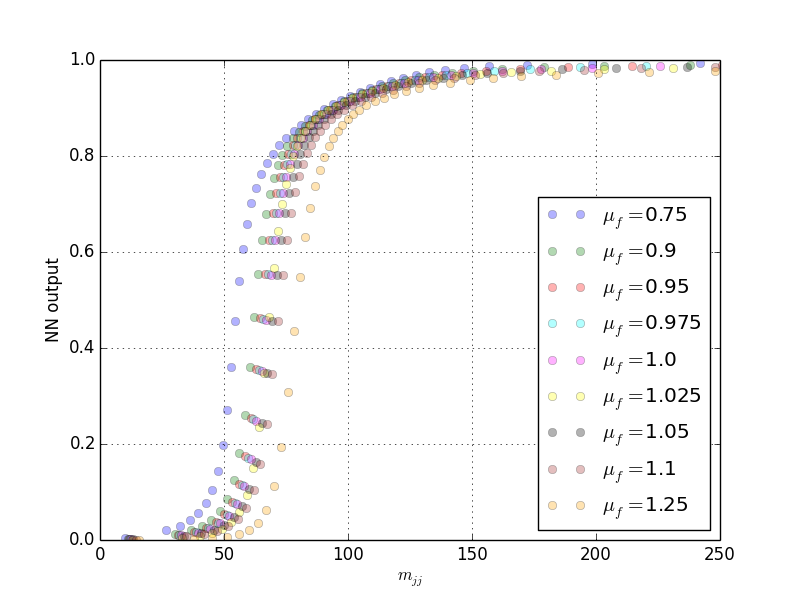 1.0
0.8
0.6
0.4
0.2
0.0
NN output
0
50
100
150
200
250
m_{jj}
μ_f = 0.75
μ_f = 0.9
μ_f = 0.95
μ_f = 0.975
μ_f = 1.0
μ_f = 1.025
μ_f = 1.05
μ_f = 1.1
μ_f = 1.25